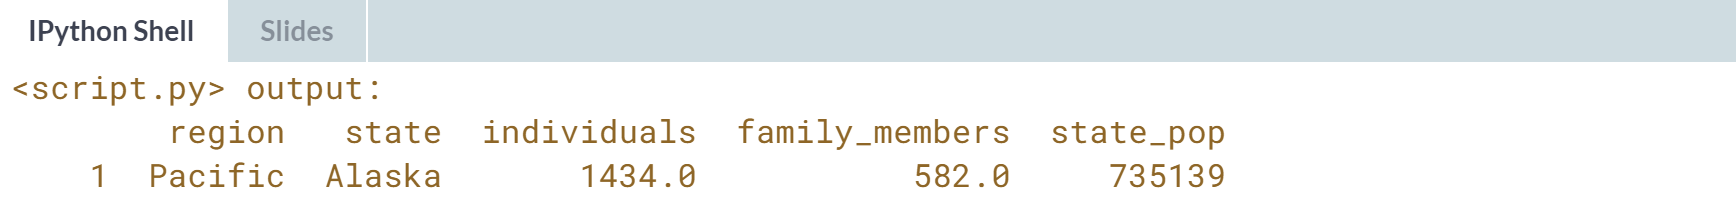 IPython Shell Slides
<script.py> output:
region state individuals family_members state_pop
1 Pacific Alaska 1434.0 582.0 735139